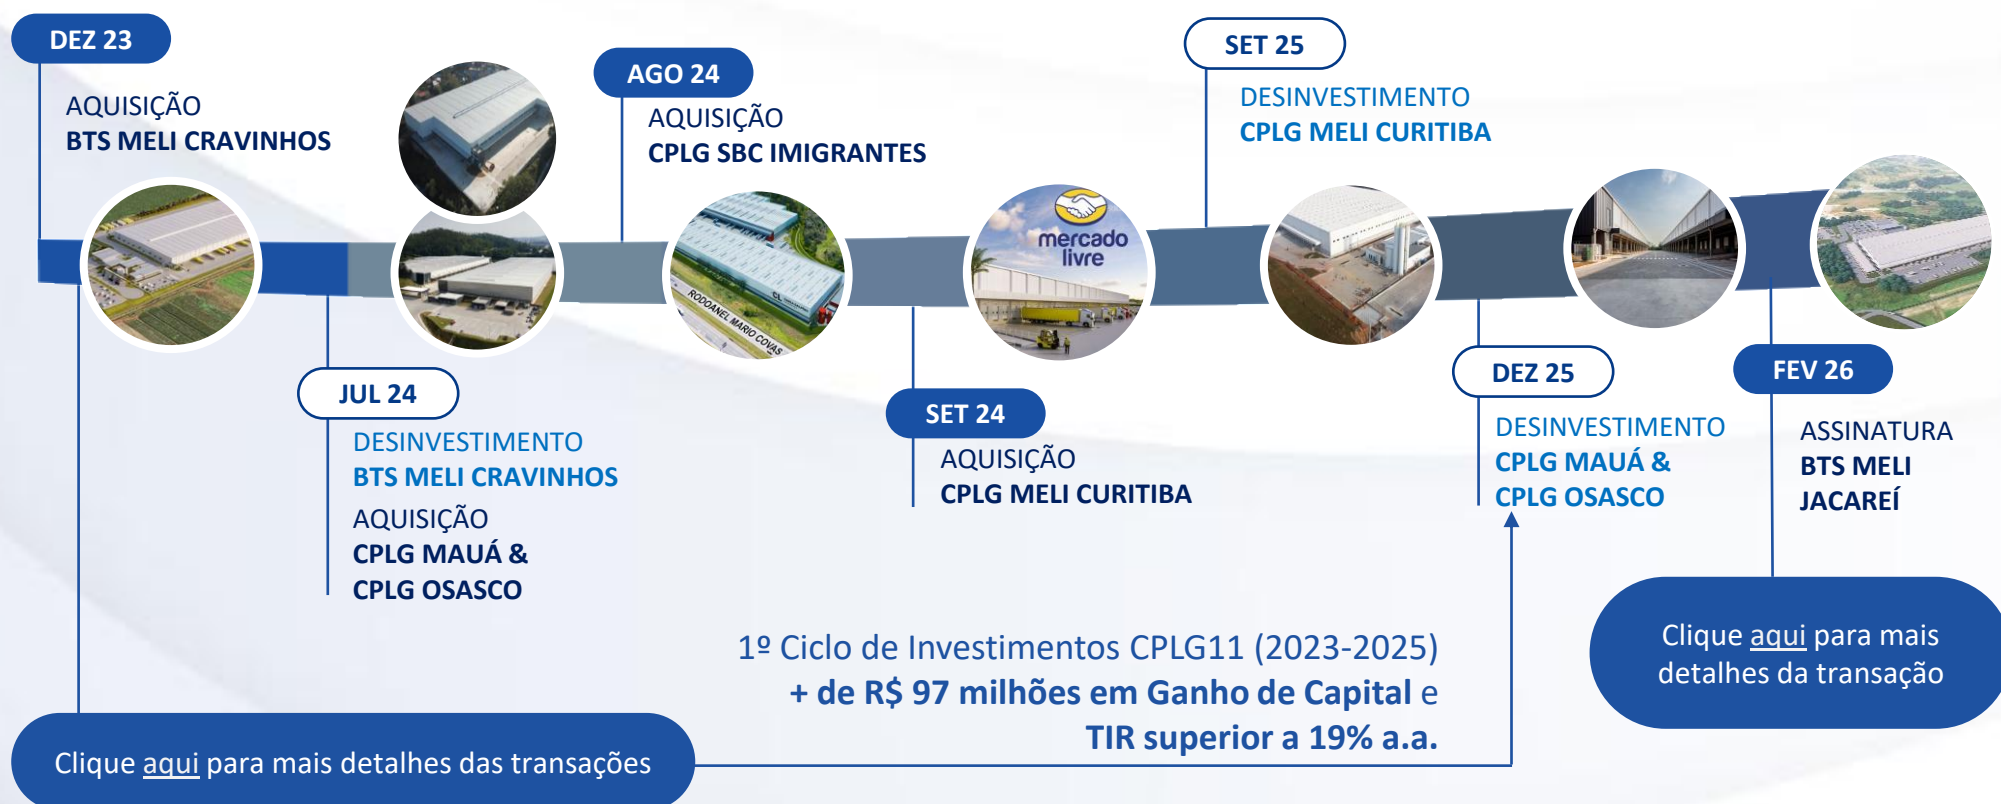 DEZ 23
AQUISIÇÃO
BTS MELI CRAVINHOS
JUL 24
DESINVESTIMENTO
BTS MELI CRAVINHOS
AQUISIÇÃO
CPLG MAUÁ &
CPLG OSASCO
AGO 24
AQUISIÇÃO
CPLG SBC IMIGRANTES
RODOANEL MARIO COVAS
SET 24
AQUISIÇÃO
CPLG MELI CURITIBA
mercado
livre
SET 25
DESINVESTIMENTO
CPLG MELI CURITIBA
DEZ 25
DESINVESTIMENTO
CPLG MAUÁ &
CPLG OSASCO
FEV 26
ASSINATURA
BTS MELI
JACAREÍ
Clique aqui para mais
detalhes da transação
1º Ciclo de Investimentos CPLG11 (2023-2025)
+ de R$ 97 milhões em Ganho de Capital e
TIR superior a 19% a.a.
Clique aqui para mais detalhes das transações